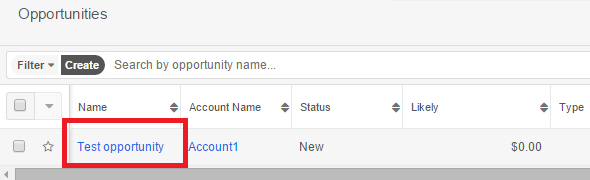 Opportunities
Filter Create Search by opportunity name...
Name Account Name Status Likely Type
Test opportunity Account1 New $0.00